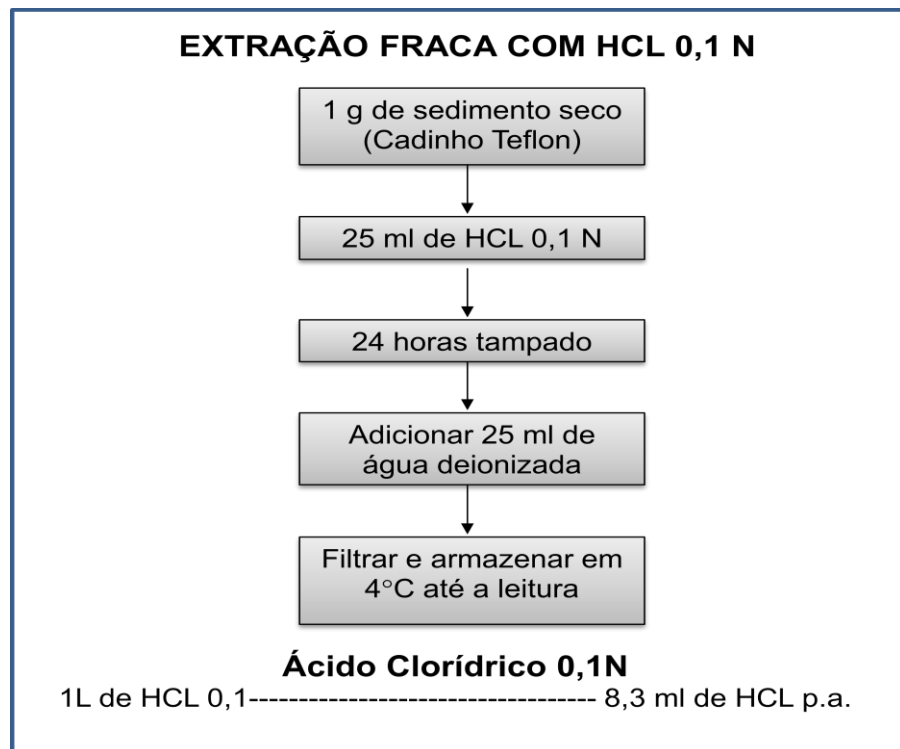 EXTRAÇÃO FRACA COM HCL 0,1 N
1 g de sedimento seco
(Cadinho Teflon)
25 ml de HCL 0,1 N
24 horas tampado
Adicionar 25 ml de
água deionizada
Filtrar e armazenar em
4°C até a leitura
Ácido Clorídrico 0,1N
1L de HCL 0,1----------------------------------- 8,3 ml de HCL p.a.